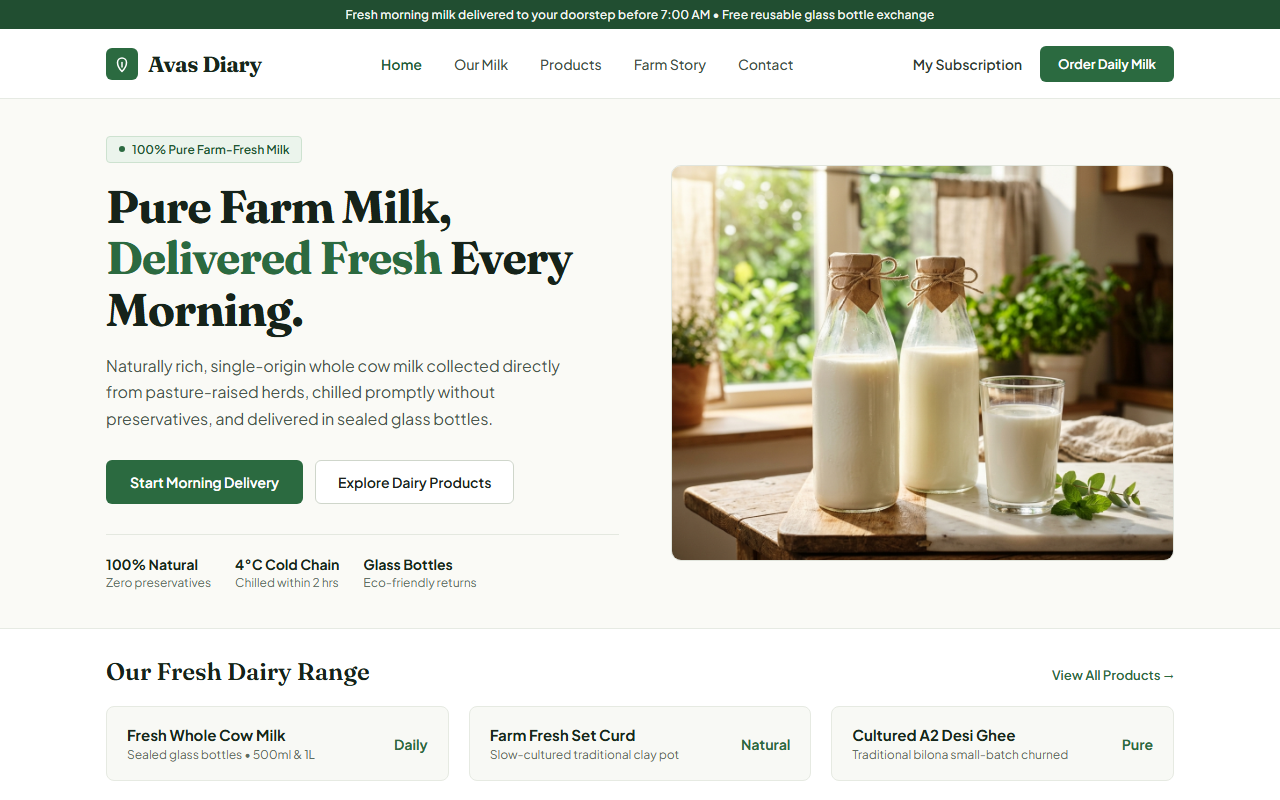 Fresh morning milk delivered to your doorstep before 7:00 AM • Free reusable glass bottle exchange
Avas Diary
Home
Our Milk
Products
Farm Story
Contact
My Subscription
Order Daily Milk
100% Pure Farm-Fresh Milk
Pure Farm Milk,
Delivered Fresh Every
Morning.
Naturally rich, single-origin whole cow milk collected directly
from pasture-raised herds, chilled promptly without
preservatives, and delivered in sealed glass bottles.
Start Morning Delivery
Explore Dairy Products
100% Natural
Zero preservatives
4°C Cold Chain
Chilled within 2 hrs
Glass Bottles
Eco-friendly returns
Our Fresh Dairy Range
View All Products →
Fresh Whole Cow Milk
Sealed glass bottles • 500ml & 1L
Daily
Farm Fresh Set Curd
Slow-cultured traditional clay pot
Natural
Cultured A2 Desi Ghee
Traditional bilona small-batch churned
Pure